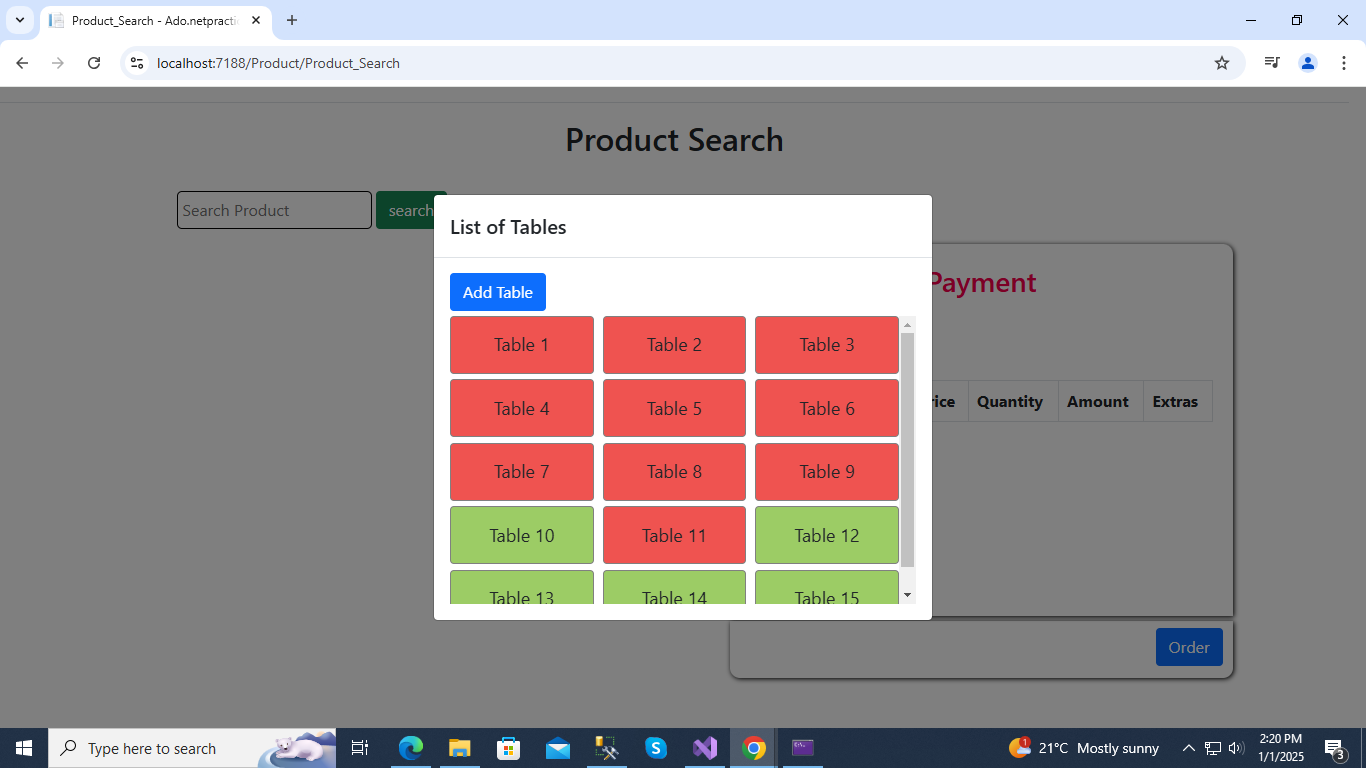 Product_Search - Ado.netpractic
localhost:7188/Product/Product_Search
Product Search
Search Product
search
List of Tables
Payment
Add Table
Table 1
Table 2
Table 3
rice
Quantity
Amount
Extras
Table 4
Table 5
Table 6
Table 7
Table 8
Table 9
Table 10
Table 11
Table 12
Table 13
Table 14
Table 15
Order
Type here to search
1
21°C Mostly sunny
2:20 PM
1/1/2025
3